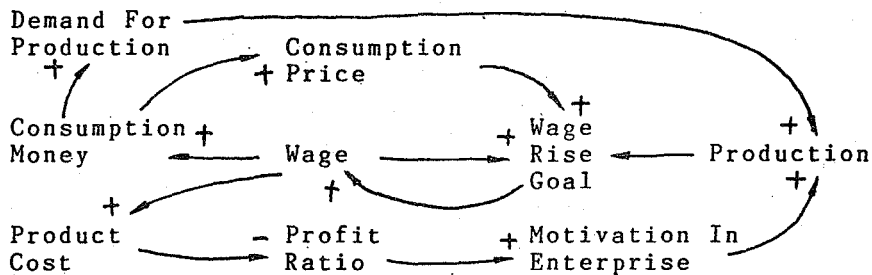 Demand For
Production
+
Consumption
+ Price
+
Consumption +
Money
Wage
+
+ Wage
Rise
Goal
+
Production
+
+
Product
Cost
- Profit
Ratio
+ Motivation In
Enterprise